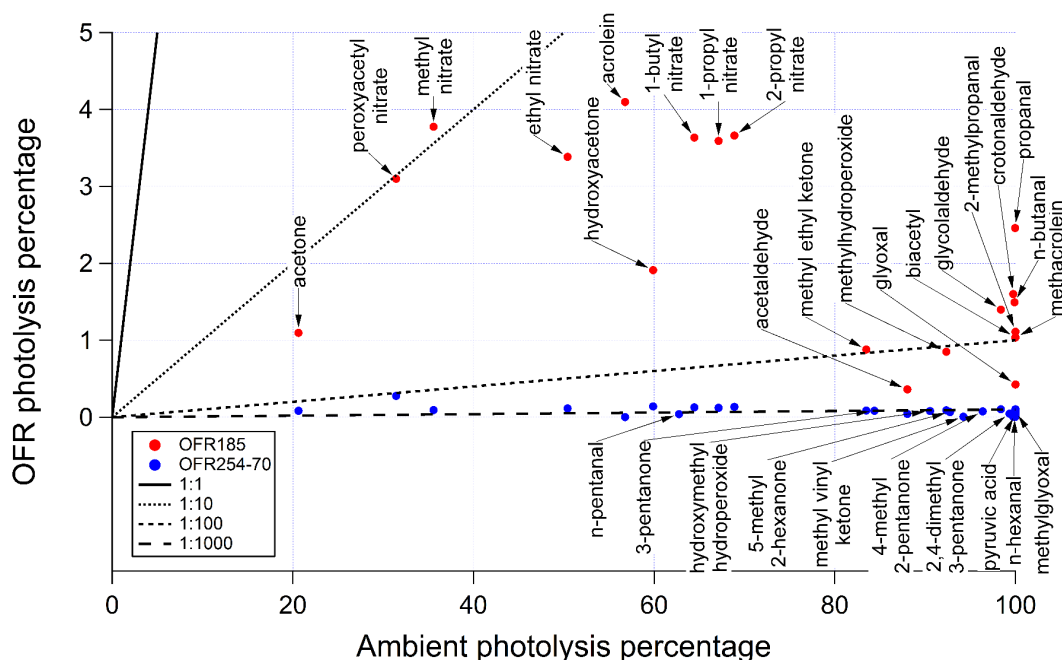 OFR photolysis percentage
5
4
3
2
1
0
acetone
peroxyacetyl
nitrate
methyl
nitrate
ethyl nitrate
hydroxyacetone
acrolein
1-butyl
nitrate
1-propyl
nitrate
2-propyl
nitrate
acetaldehyde
methyl ethyl ketone
methylhydroperoxide
glyoxal
biacetyl
glycolaldehyde
2-methylpropanal
crotonaldehyde
propanal
n-butanal
methacrolein
OFR185
OFR254-70
1:1
1:10
1:100
1:1000
n-pentanal
3-pentanone
hydroxymethyl
hydroperoxide
5-methyl
2-hexanone
methyl vinyl
ketone
4-methyl
2-pentanone
2,4-dimethy
3-pentanone
pyruvic acid
n-hexanal
methylglyoxal
0
20
40
60
80
100
Ambient photolysis percentage